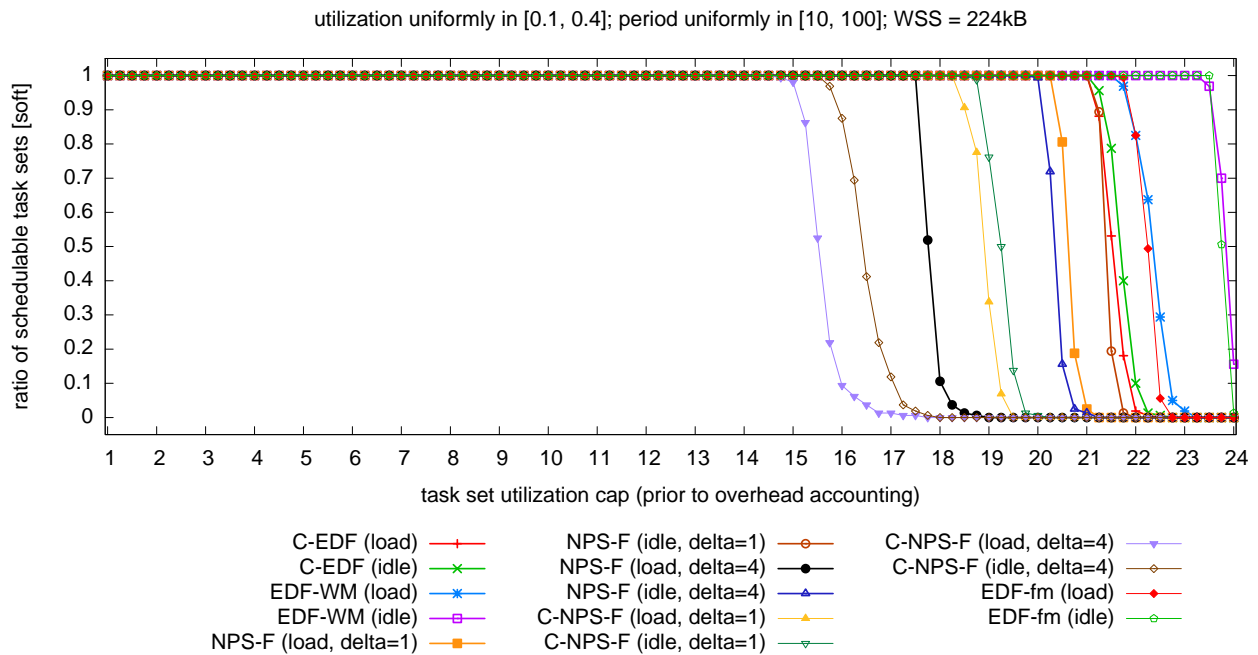 utilization uniformly in [0.1, 0.4]; period uniformly in [10, 100]; WSS = 224kB
ratio of schedulable task sets [soft]
1
0.9
0.8
0.7
0.6
0.5
0.4
0.3
0.2
0.1
0
1 2 3 4 5 6 7 8 9 10 11 12 13 14 15 16 17 18 19 20 21 22 23 24
task set utilization cap (prior to overhead accounting)
C-EDF (load)
C-EDF (idle)
EDF-WM (load)
EDF-WM (idle)
NPS-F (load, delta=1)
NPS-F (idle, delta=1)
NPS-F (load, delta=4)
NPS-F (idle, delta=4)
C-NPS-F (load, delta=1)
C-NPS-F (idle, delta=1)
C-NPS-F (load, delta=4)
C-NPS-F (idle, delta=4)
EDF-fm (load)
EDF-fm (idle)